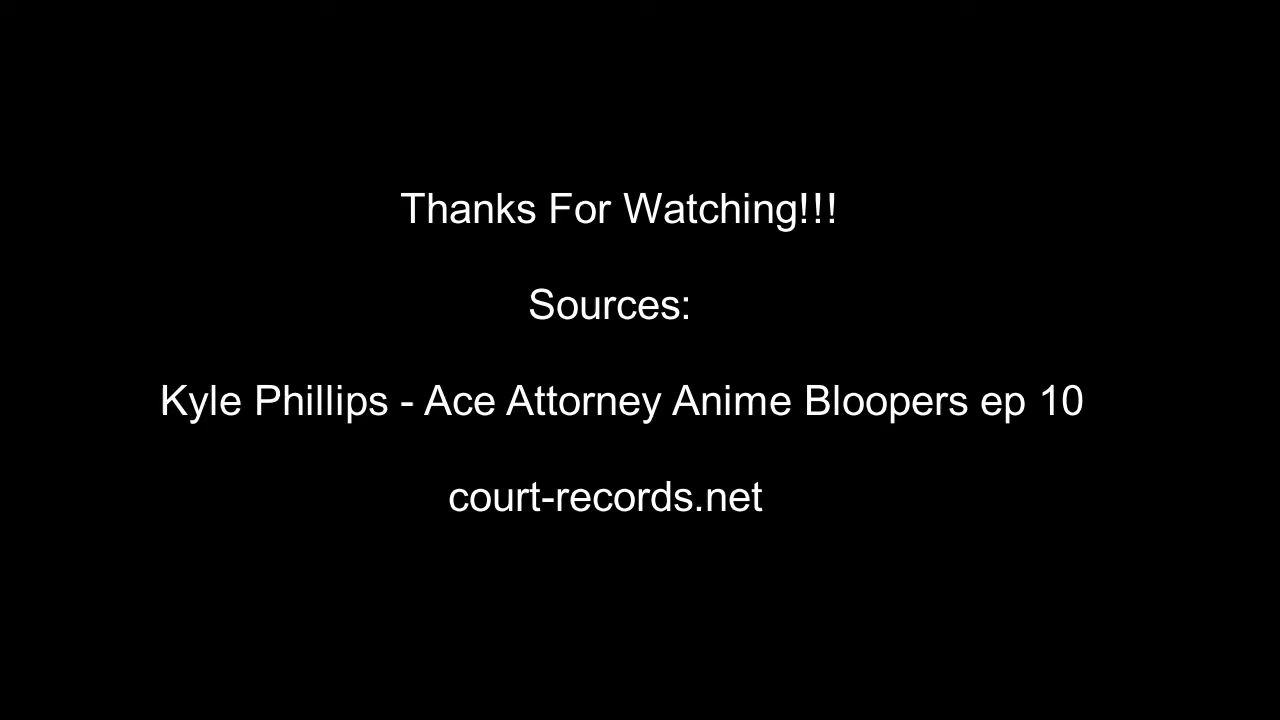 Thanks For Watching!!!
Sources:
Kyle Phillips - Ace Attorney Anime Bloopers ep 10
court-records.net